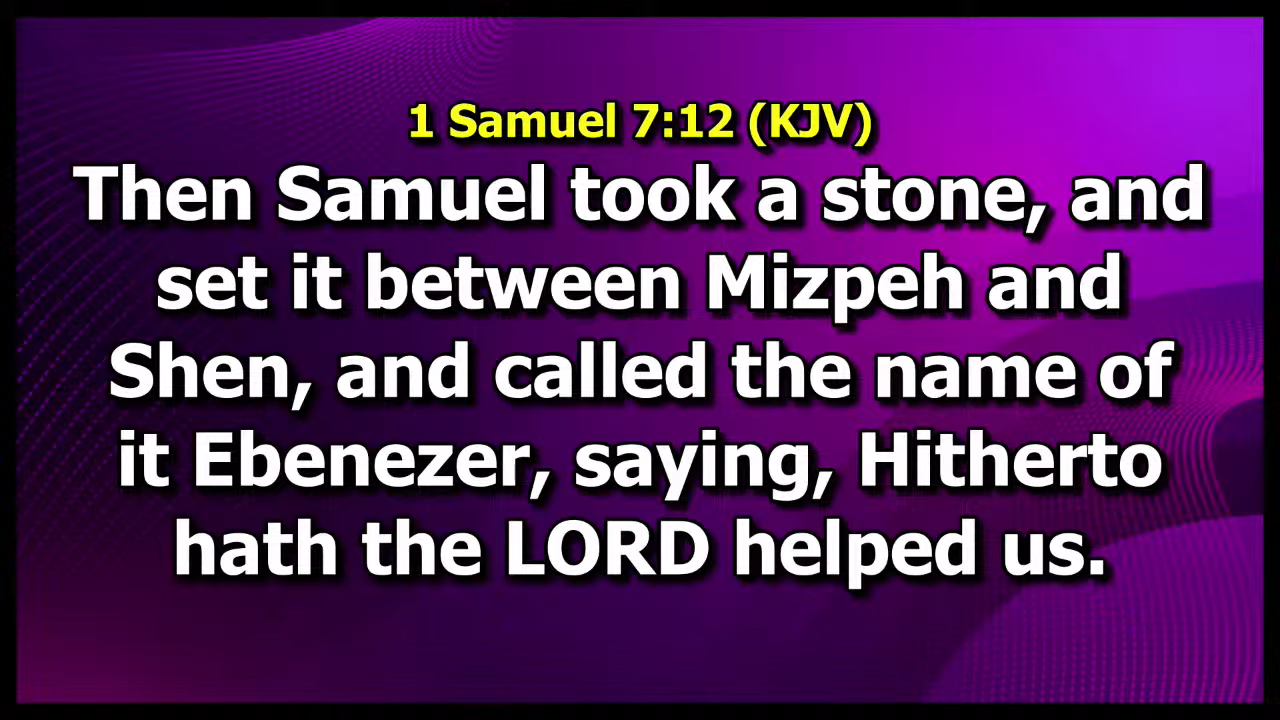 1 Samuel 7:12 (KJV)
Then Samuel took a stone, and
set it between Mizpeh and
Shen, and called the name of
it Ebenezer, saying, Hitherto
hath the LORD helped us.